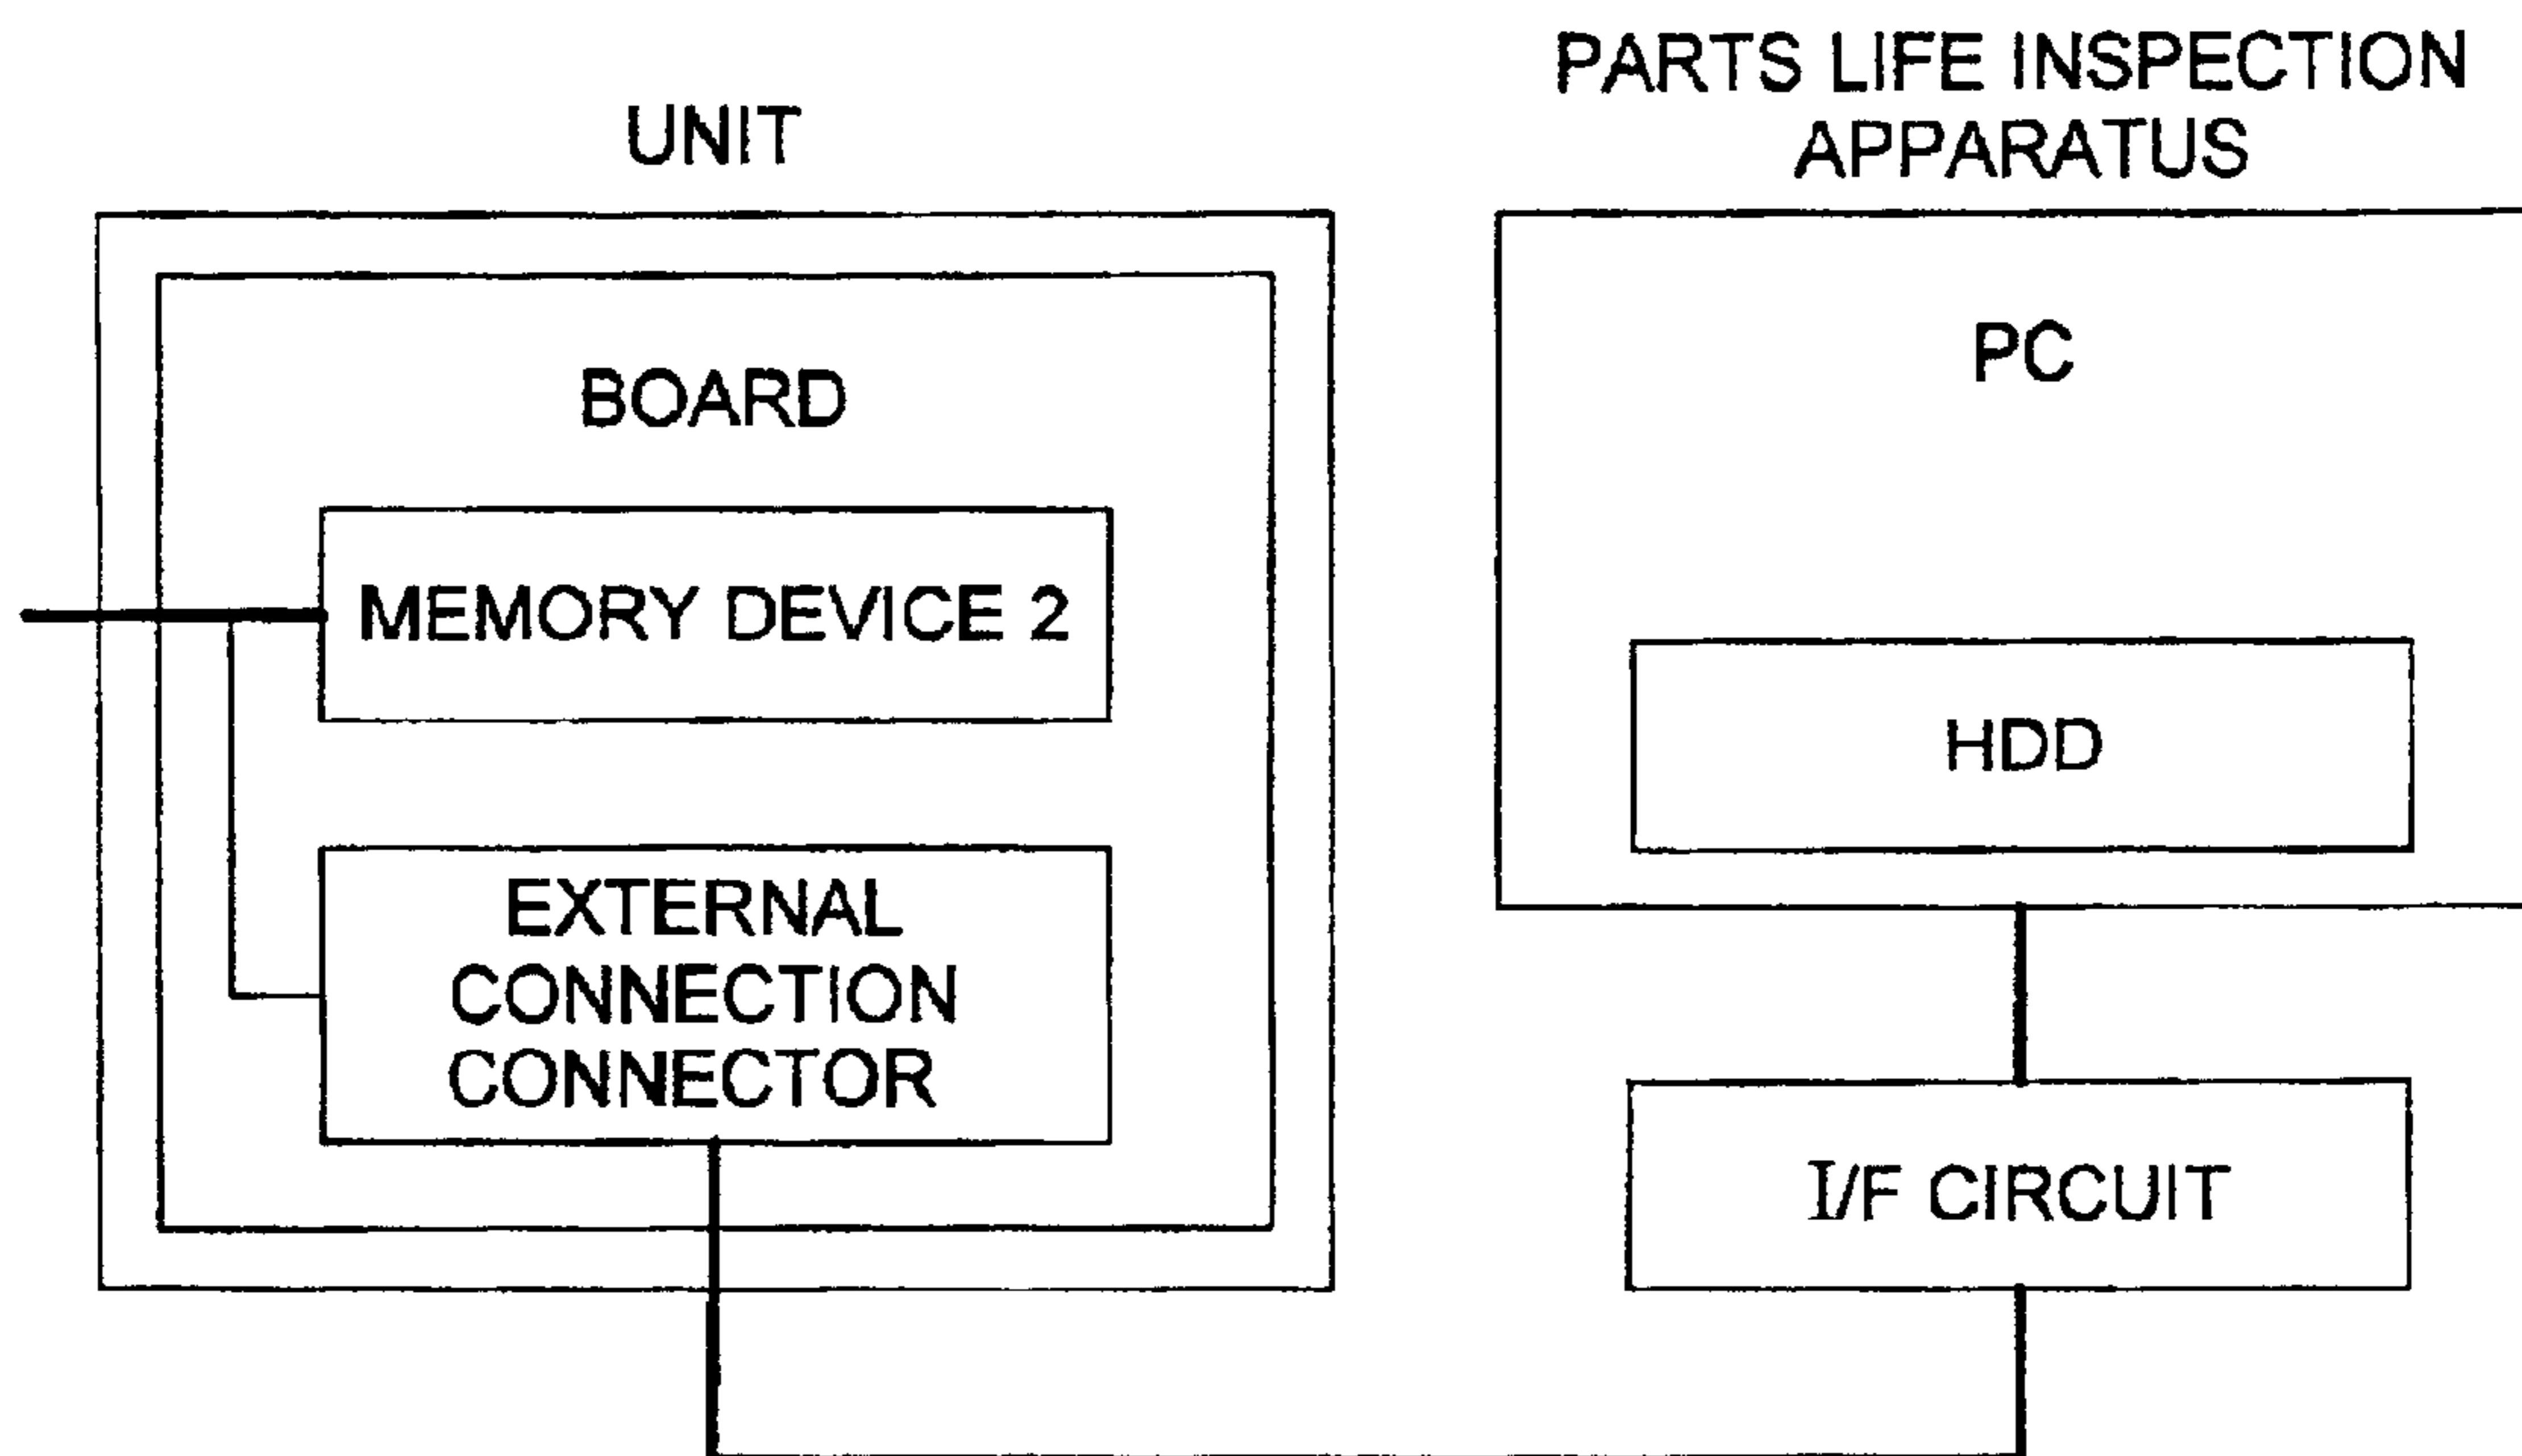 UNIT
BOARD
MEMORY DEVICE 2
EXTERNAL
CONNECTION
CONNECTOR
PARTS LIFE INSPECTION
APPARATUS
PC
HDD
I/F CIRCUIT